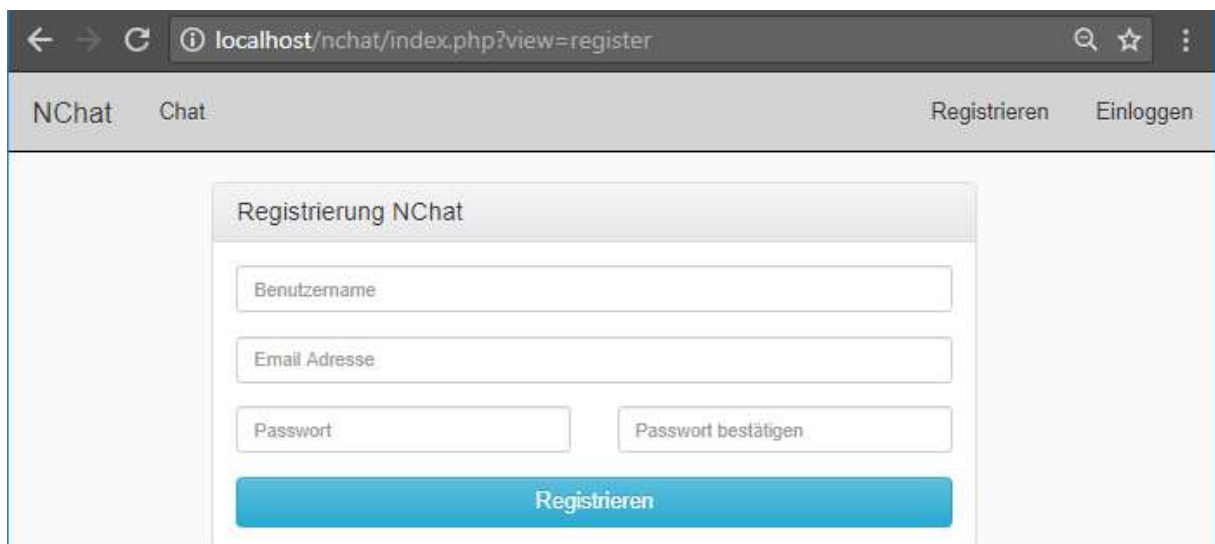 localhost/nchat/index.php?view=register
NChat Chat Registrieren Einloggen
Registrierung NChat
Benutzername
Email Adresse
Passwort Passwort bestätigen
Registrieren